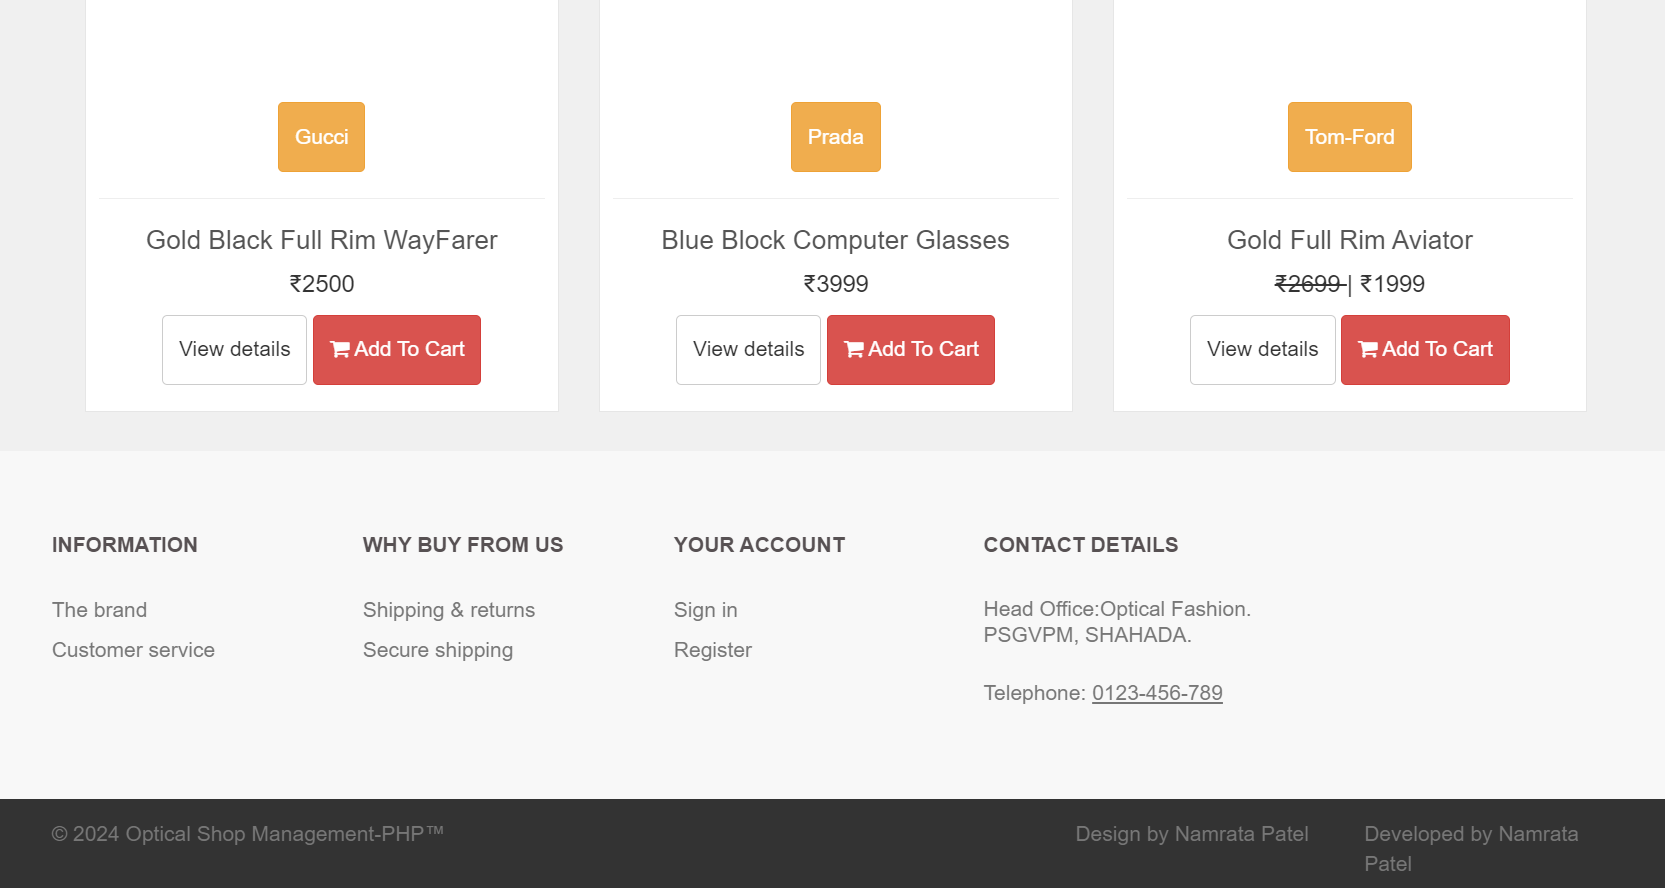 Gucci
Prada
Tom-Ford
Gold Black Full Rim WayFarer
Blue Block Computer Glasses
Gold Full Rim Aviator
₹2500
₹3999
₹2699 | ₹1999
View details
Add To Cart
View details
Add To Cart
View details
Add To Cart
INFORMATION
The brand
Customer service
WHY BUY FROM US
Shipping & returns
Secure shipping
YOUR ACCOUNT
Sign in
Register
CONTACT DETAILS
Head Office:Optical Fashion.
PSGVPM, SHAHADA.
Telephone: 0123-456-789
© 2024 Optical Shop Management-PHP™
Design by Namrata Patel
Developed by Namrata
Patel